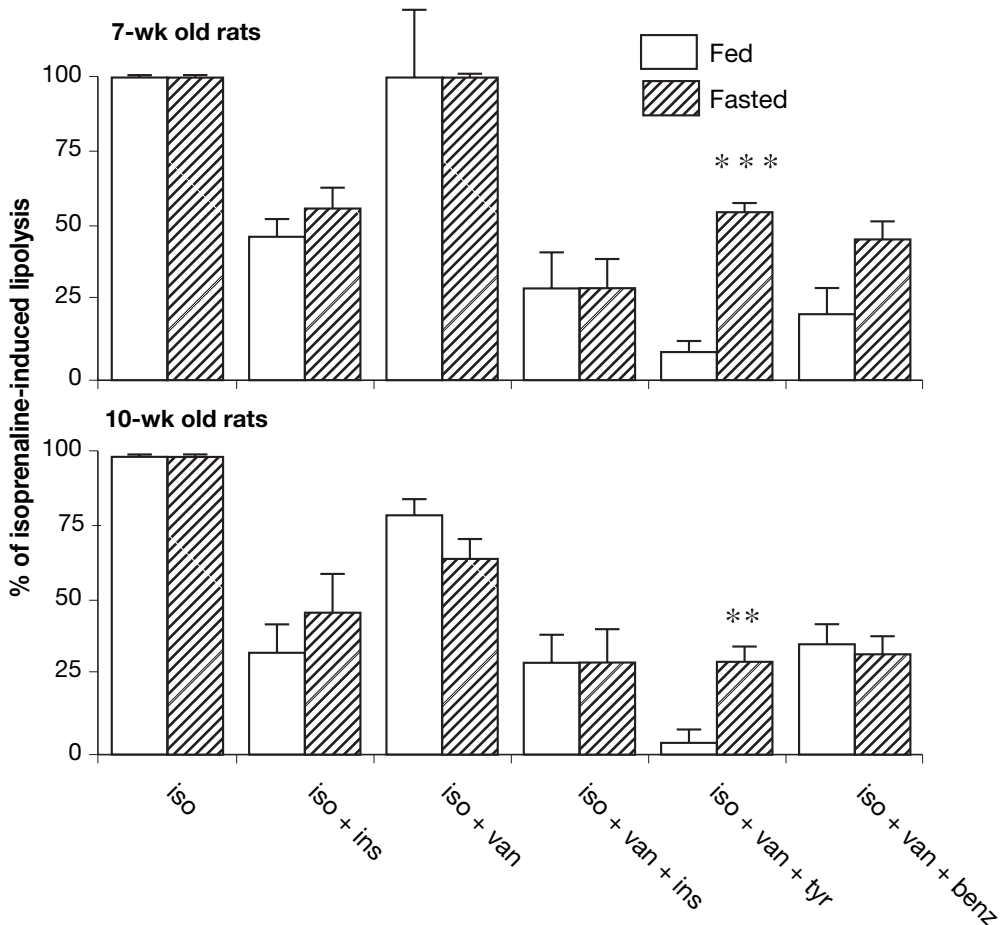 7-wk old rats
Fed
Fasted
100
75
50
25
0
* * *
% of isoprenaline-induced lipolysis
10-wk old rats
100
75
50
25
0
**
iso
iso + ins
iso + van
iso + van + ins
iso + van + tyr
iso + van + benz